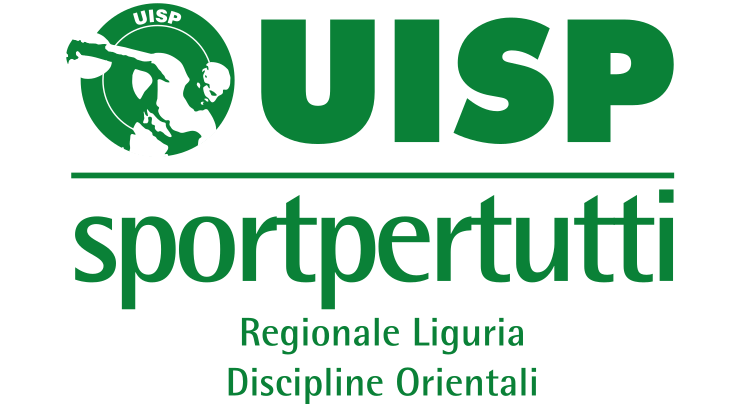 UISP
UISP
sportpertutti
Regionale Liguria
Discipline Orientali